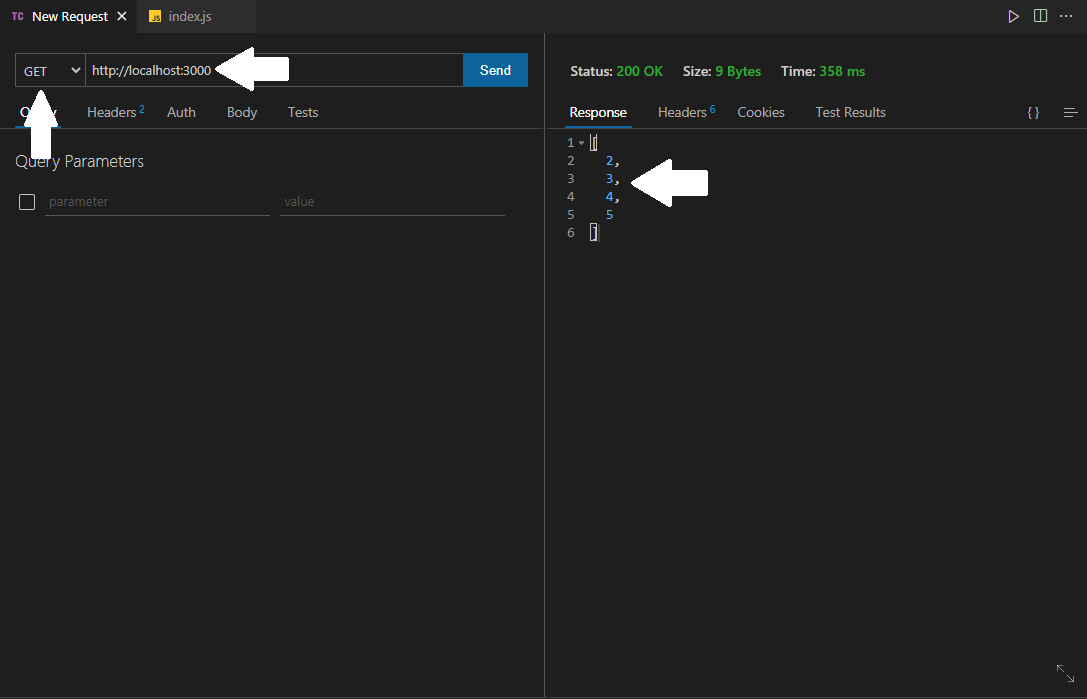 TC New Request
JS index.js
GET
http://localhost:3000
Send
Query
Headers 2
Auth
Body
Tests
Query Parameters
parameter
value
Status: 200 OK
Size: 9 Bytes
Time: 358 ms
Response
Headers 6
Cookies
Test Results
{ }
1 [
2 2,
3 3,
4 4,
5 5
6 ]